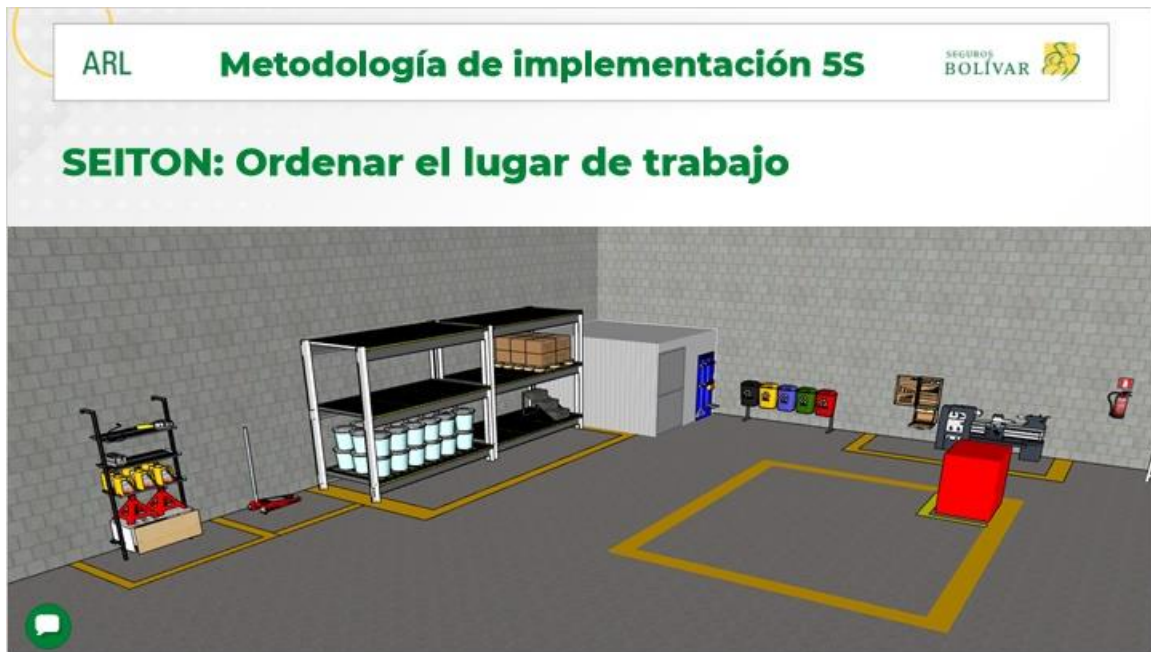 ARL
Metodología de implementación 5S
SEGUROS
BOLÍVAR
SEITON: Ordenar el lugar de trabajo